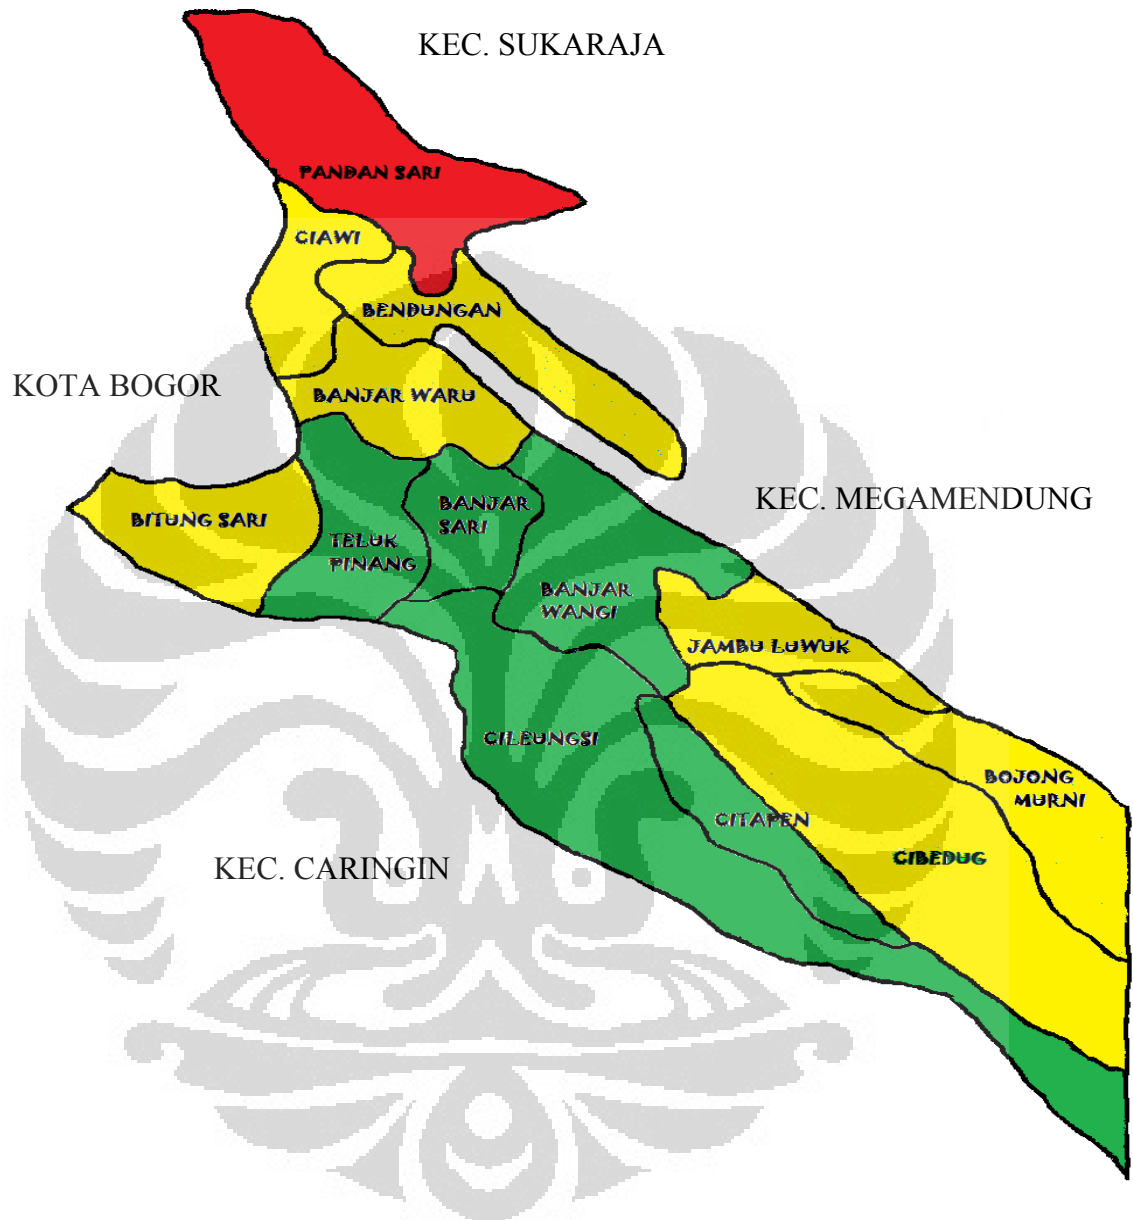 KEC. SUKARAJA
PANDAN SARI
CIAWI
BENDUNGAN
KOTA BOGOR
BANJAR WARU
KEC. MEGAMENDUNG
BITUNG SARI
BANJAR
SARI
TELUK
PINANG
BANJAR
WANGI
JAMBU LUWUK
CILEUNGSI
BOJONG
MURNI
CITAPEN
CIBEDUG
KEC. CARINGIN